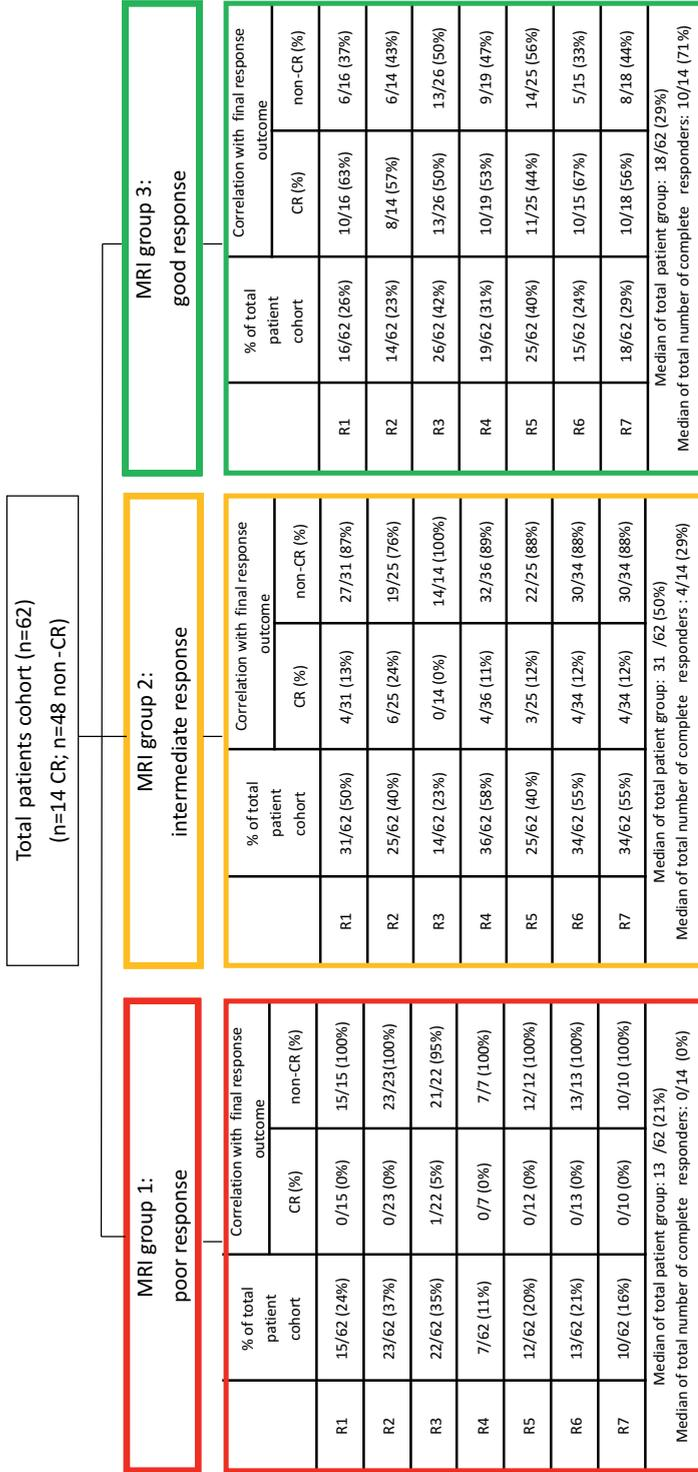 Total patients cohort (n=62)
(n=14 CR; n=48 non-CR)
MRI group 1:
poor response
% of total
patient
cohort
Correlation with final response
outcome
CR (%) non-CR (%)
R1 15/62 (24%) 0/15 (0%) 15/15 (100%)
R2 23/62 (37%) 0/23 (0%) 23/23(100%)
R3 22/62 (35%) 1/22 (5%) 21/22 (95%)
R4 7/62 (11%) 0/7 (0%) 7/7 (100%)
R5 12/62 (20%) 0/12 (0%) 12/12 (100%)
R6 13/62 (21%) 0/13 (0%) 13/13 (100%)
R7 10/62 (16%) 0/10 (0%) 10/10 (100%)
Median of total patient group: 13 /62 (21%)
Median of total number of complete responders: 0/14 (0%)
MRI group 2:
intermediate response
% of total
patient
cohort
Correlation with final response
outcome
CR (%) non-CR (%)
R1 31/62 (50%) 4/31 (13%) 27/31 (87%)
R2 25/62 (40%) 6/25 (24%) 19/25 (76%)
R3 14/62 (23%) 0/14 (0%) 14/14 (100%)
R4 36/62 (58%) 4/36 (11%) 32/36 (89%)
R5 25/62 (40%) 3/25 (12%) 22/25 (88%)
R6 34/62 (55%) 4/34 (12%) 30/34 (88%)
R7 34/62 (55%) 4/34 (12%) 30/34 (88%)
Median of total patient group: 31 /62 (50%)
Median of total number of complete responders : 4/14 (29%)
MRI group 3:
good response
% of total
patient
cohort
Correlation with final response
outcome
CR (%) non-CR (%)
R1 16/62 (26%) 10/16 (63%) 6/16 (37%)
R2 14/62 (23%) 8/14 (57%) 6/14 (43%)
R3 26/62 (42%) 13/26 (50%) 13/26 (50%)
R4 19/62 (31%) 10/19 (53%) 9/19 (47%)
R5 25/62 (40%) 11/25 (44%) 14/25 (56%)
R6 15/62 (24%) 10/15 (67%) 5/15 (33%)
R7 18/62 (29%) 10/18 (56%) 8/18 (44%)
Median of total patient group: 18/62 (29%)
Median of total number of complete responders: 10/14 (71%)